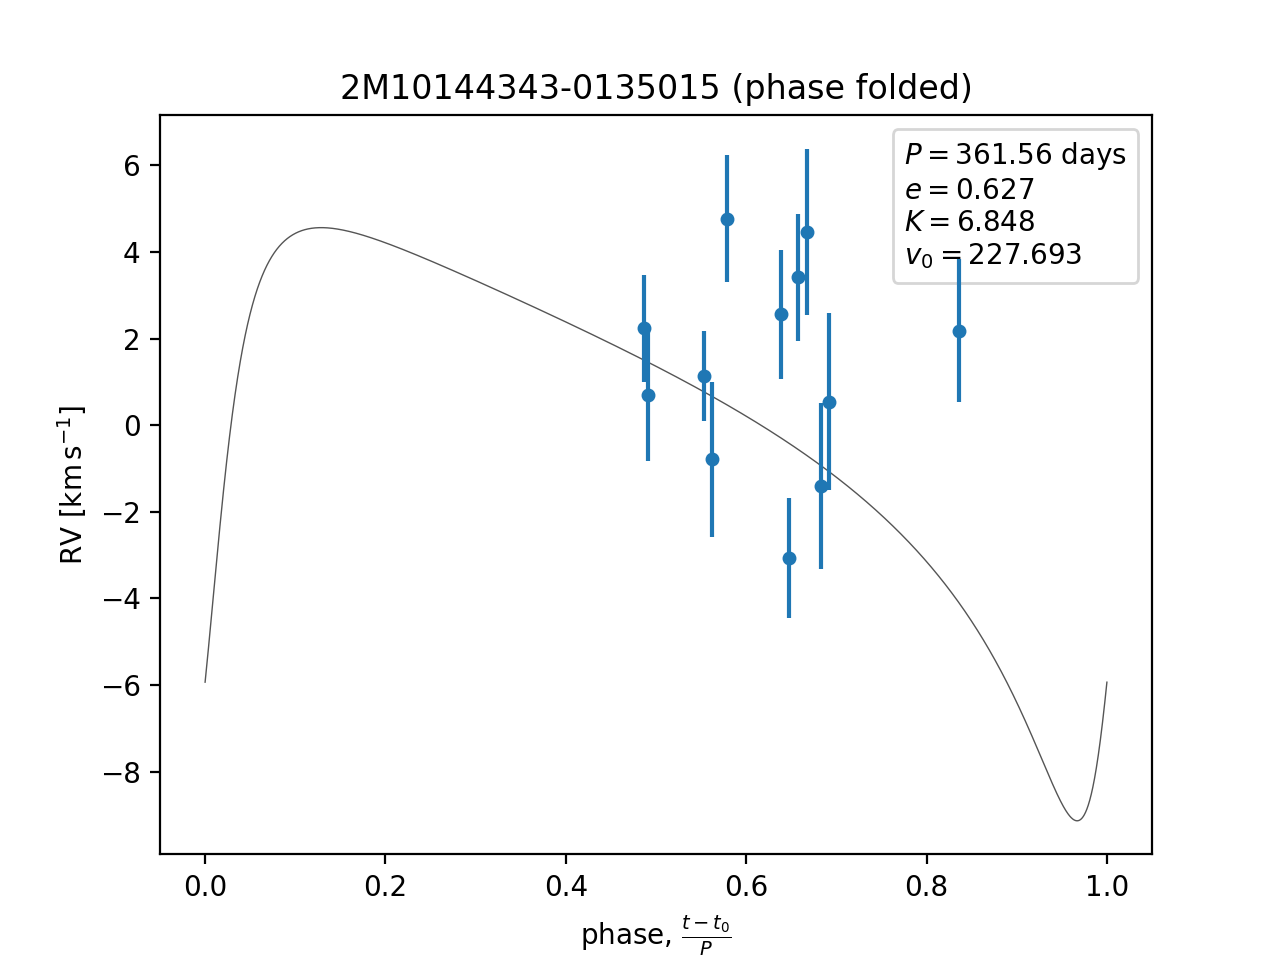 2M10144343-0135015 (phase folded)
P = 361.56 days
e = 0.627
K = 6.848
v₀ = 227.693
RV [km s⁻¹]
6
4
2
0
−2
−4
−6
−8
0.0 0.2 0.4 0.6 0.8 1.0
phase, (t − t₀)/P